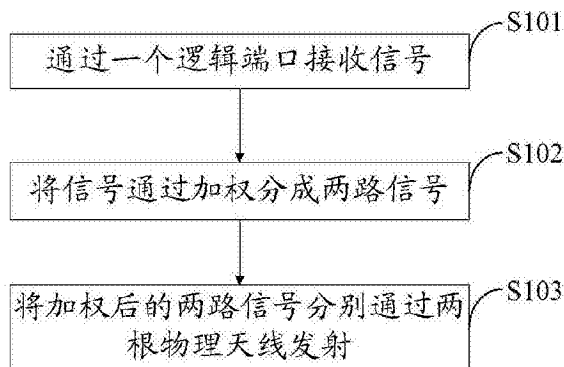 S101
通过一个逻辑端口接收信号
S102
将信号通过加权分成两路信号
S103
将加权后的两路信号分别通过两
根物理天线发射